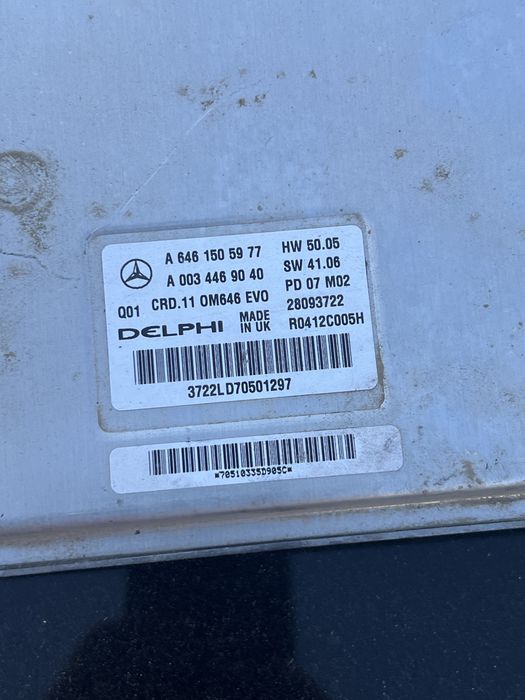 A 646 150 59 77 HW 50.05
A 003 446 90 40 SW 41.06
Q01 CRD.11 OM646 EVO PD 07 M02
28093722
DELPHI MADE IN UK R0412C005H
3722LD70501297
*70510335D905C*